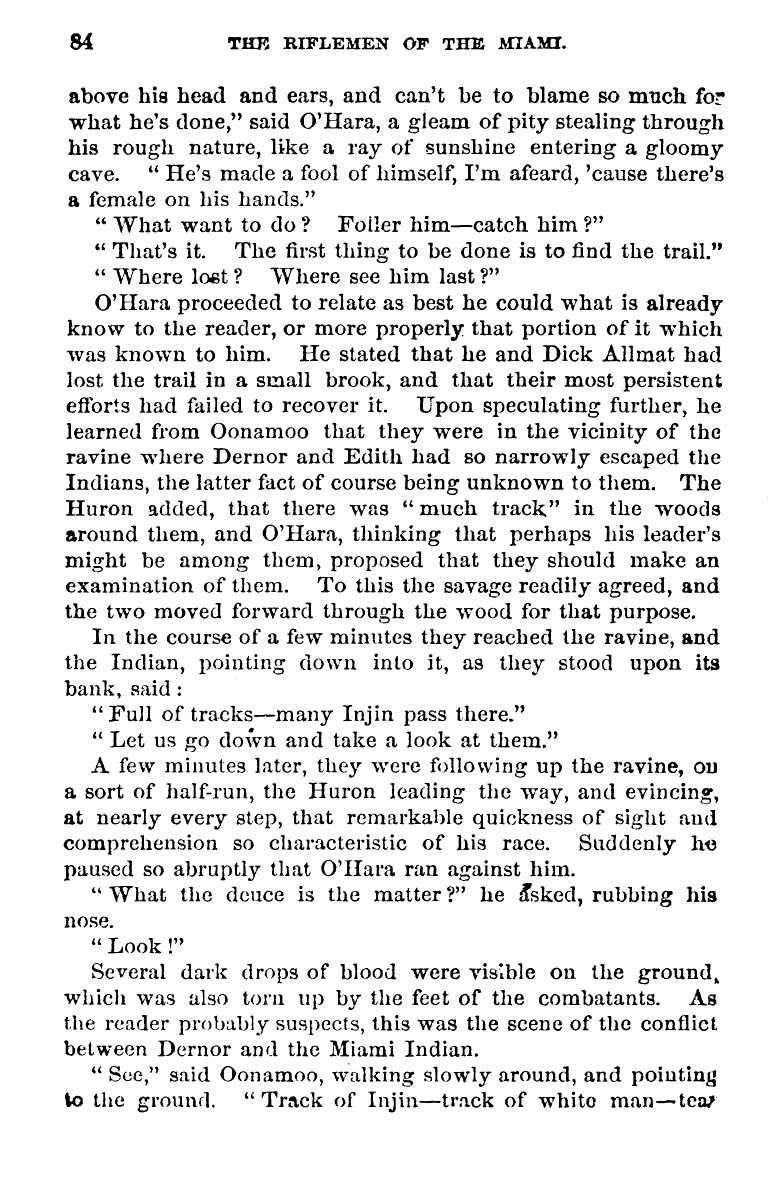 84 THE RIFLEMEN OF THE MIAMI.
above his head and ears, and can't be to blame so much for
what he's done,” said O'Hara, a gleam of pity stealing through
his rough nature, like a ray of sunshine entering a gloomy
cave. “ He's made a fool of himself, I'm afeard, 'cause there's
a female on his hands.”
“ What want to do ? Foller him—catch him ?”
“ That's it. The first thing to be done is to find the trail.”
“ Where lost ? Where see him last ?”
O'Hara proceeded to relate as best he could what is already
know to the reader, or more properly that portion of it which
was known to him. He stated that he and Dick Allmat had
lost the trail in a small brook, and that their most persistent
efforts had failed to recover it. Upon speculating further, he
learned from Oonamoo that they were in the vicinity of the
ravine where Dernor and Edith had so narrowly escaped the
Indians, the latter fact of course being unknown to them. The
Huron added, that there was “ much track” in the woods
around them, and O'Hara, thinking that perhaps his leader's
might be among them, proposed that they should make an
examination of them. To this the savage readily agreed, and
the two moved forward through the wood for that purpose.
In the course of a few minutes they reached the ravine, and
the Indian, pointing down into it, as they stood upon its
bank, said :
“ Full of tracks—many Injin pass there.”
“ Let us go down and take a look at them.”
A few minutes later, they were following up the ravine, on
a sort of half-run, the Huron leading the way, and evincing,
at nearly every step, that remarkable quickness of sight and
comprehension so characteristic of his race. Suddenly he
paused so abruptly that O'Hara ran against him.
“ What the deuce is the matter ?” he asked, rubbing his
nose.
“ Look !”
Several dark drops of blood were visible on the ground,
which was also torn up by the feet of the combatants. As
the reader probably suspects, this was the scene of the conflict
between Dernor and the Miami Indian.
“ See,” said Oonamoo, walking slowly around, and pointing
to the ground. “ Track of Injin—track of white man—tear